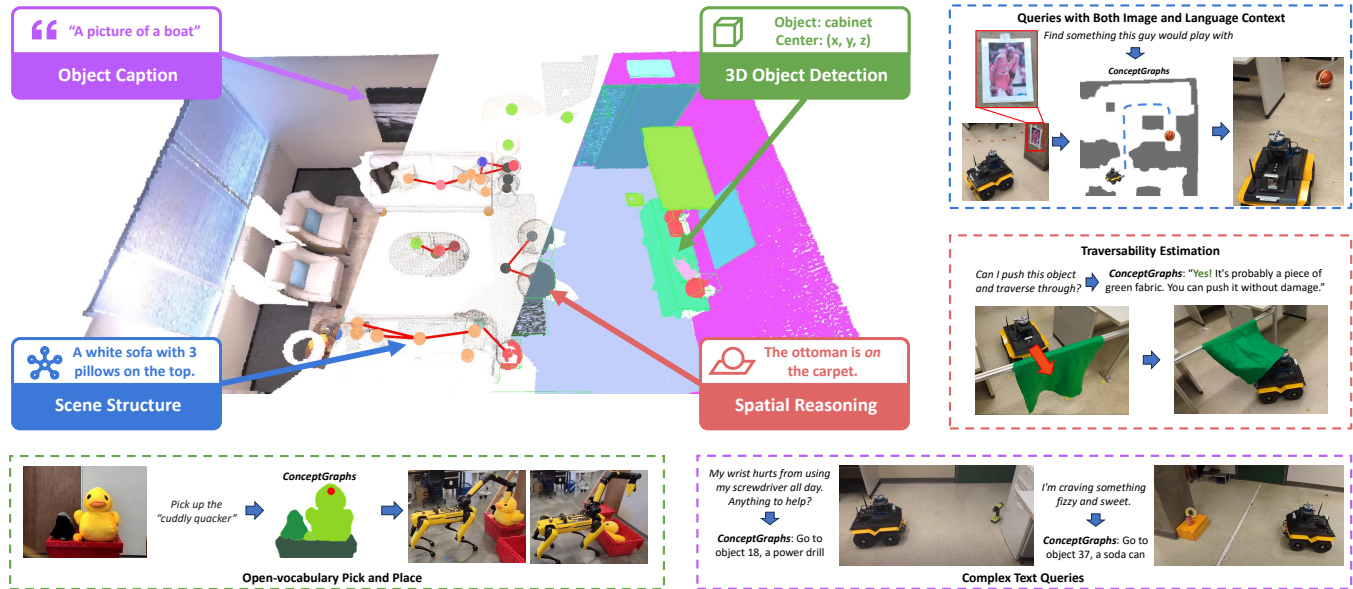 “A picture of a boat”
Object Caption
Object: cabinet
Center: (x, y, z)
3D Object Detection
A white sofa with 3
pillows on the top.
Scene Structure
The ottoman is on
the carpet.
Spatial Reasoning
Queries with Both Image and Language Context
Find something this guy would play with
ConceptGraphs
Traversability Estimation
Can I push this object
and traverse through?
ConceptGraphs: “Yes! It's probably a piece of
green fabric. You can push it without damage.”
Pick up the
“cuddly quacker”
ConceptGraphs
Open-vocabulary Pick and Place
My wrist hurts from using
my screwdriver all day.
Anything to help?
ConceptGraphs: Go to
object 18, a power drill
I'm craving something
fizzy and sweet.
ConceptGraphs: Go to
object 37, a soda can
Complex Text Queries